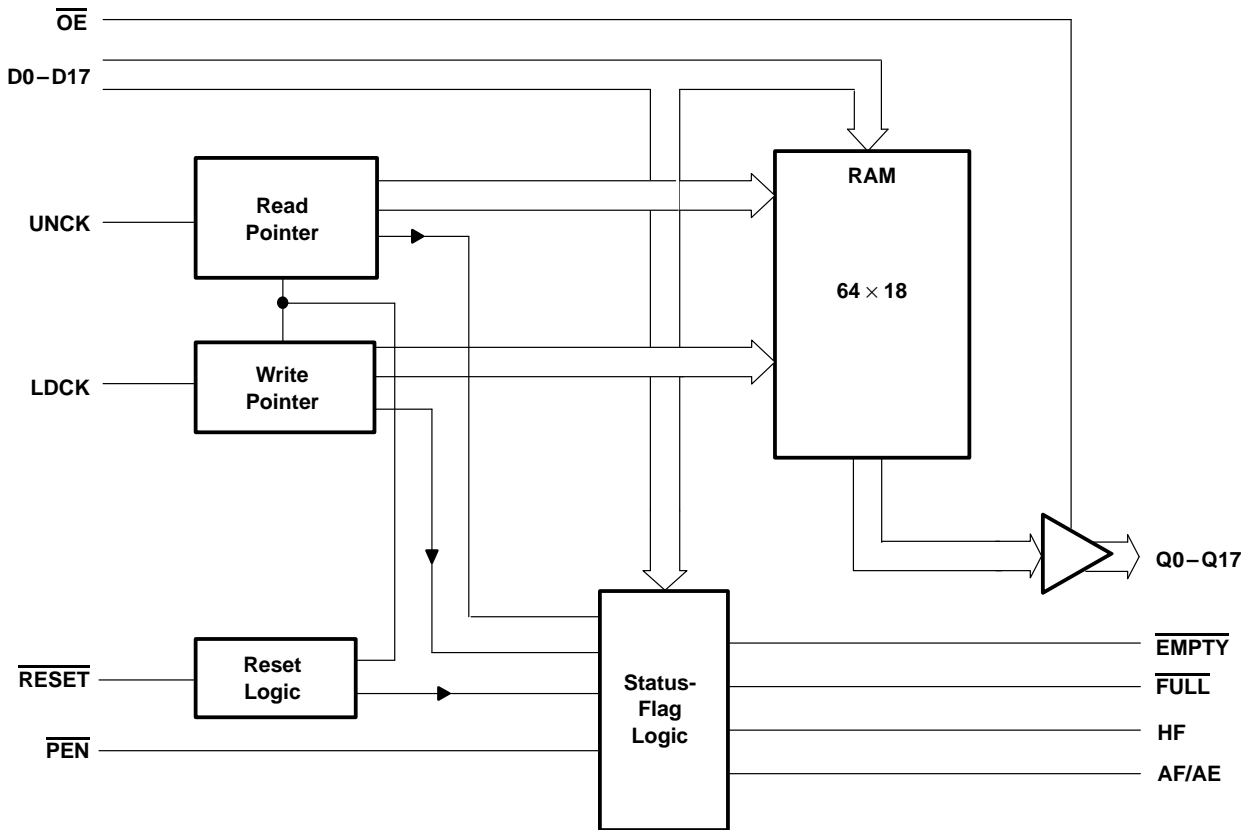 OE
D0–D17
RAM
Read
Pointer
UNCK
64 × 18
Write
Pointer
LDCK
Q0–Q17
Reset
Logic
RESET
Status-
Flag
Logic
EMPTY
FULL
HF
AF/AE
PEN